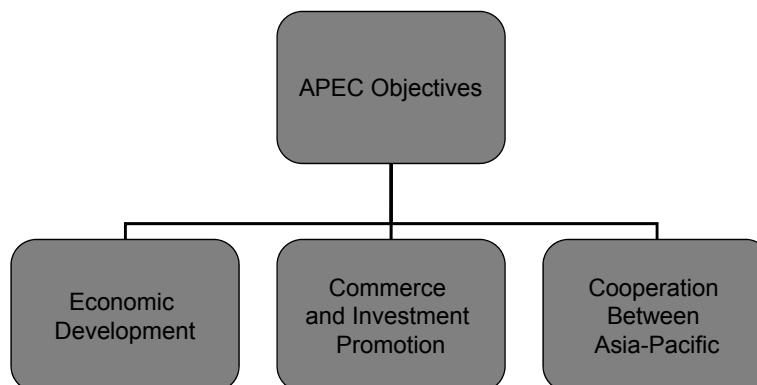 APEC Objectives
Economic
Development
Commerce
and Investment
Promotion
Cooperation
Between
Asia-Pacific